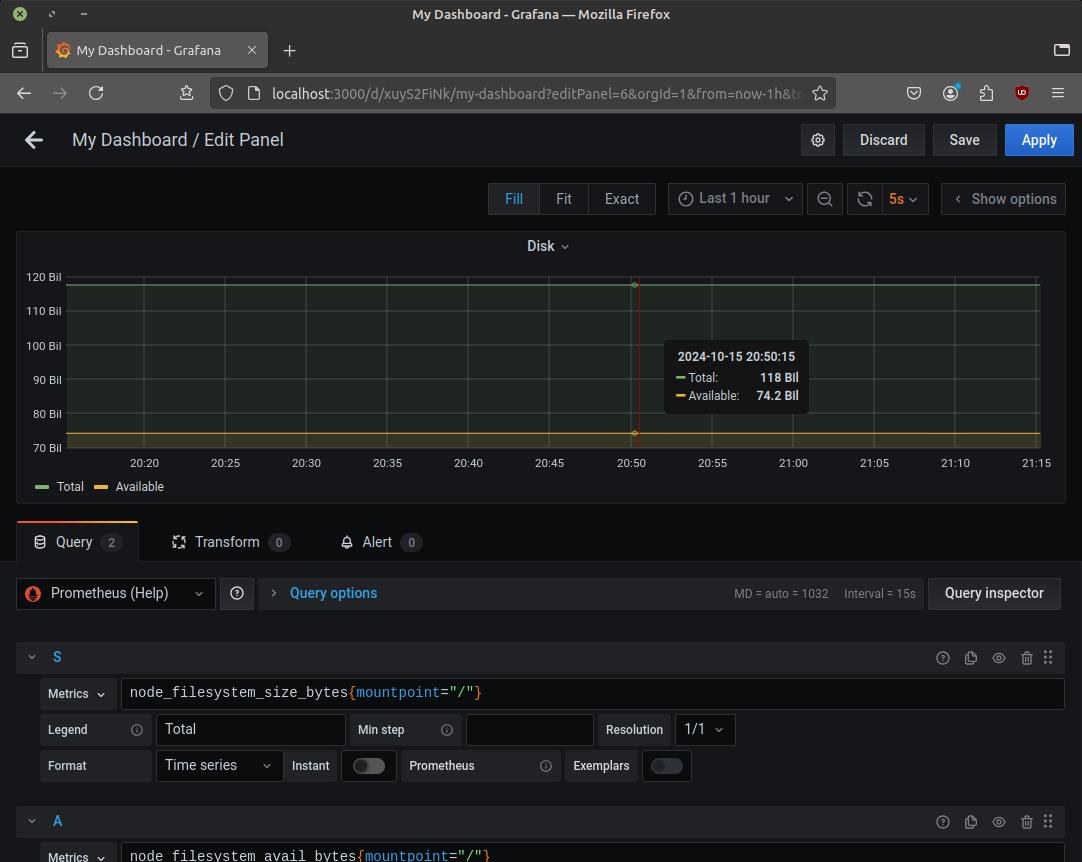 My Dashboard - Grafana — Mozilla Firefox
My Dashboard - Grafana
localhost:3000/d/xuyS2FiNk/my-dashboard?editPanel=6&orgId=1&from=now-1h&to
My Dashboard / Edit Panel
Discard
Save
Apply
Fill
Fit
Exact
Last 1 hour
5s
Show options
Disk
120 Bil
110 Bil
100 Bil
90 Bil
80 Bil
70 Bil
2024-10-15 20:50:15
Total: 118 Bil
Available: 74.2 Bil
20:20 20:25 20:30 20:35 20:40 20:45 20:50 20:55 21:00 21:05 21:10 21:15
Total Available
Query 2
Transform 0
Alert 0
Prometheus (Help)
Query options
MD = auto = 1032 Interval = 15s
Query inspector
S
Metrics node_filesystem_size_bytes{mountpoint="/"}
Legend Total Min step Resolution 1/1
Format Time series Instant Prometheus Exemplars
A
Metrics node_filesystem_avail_bytes{mountpoint="/"}